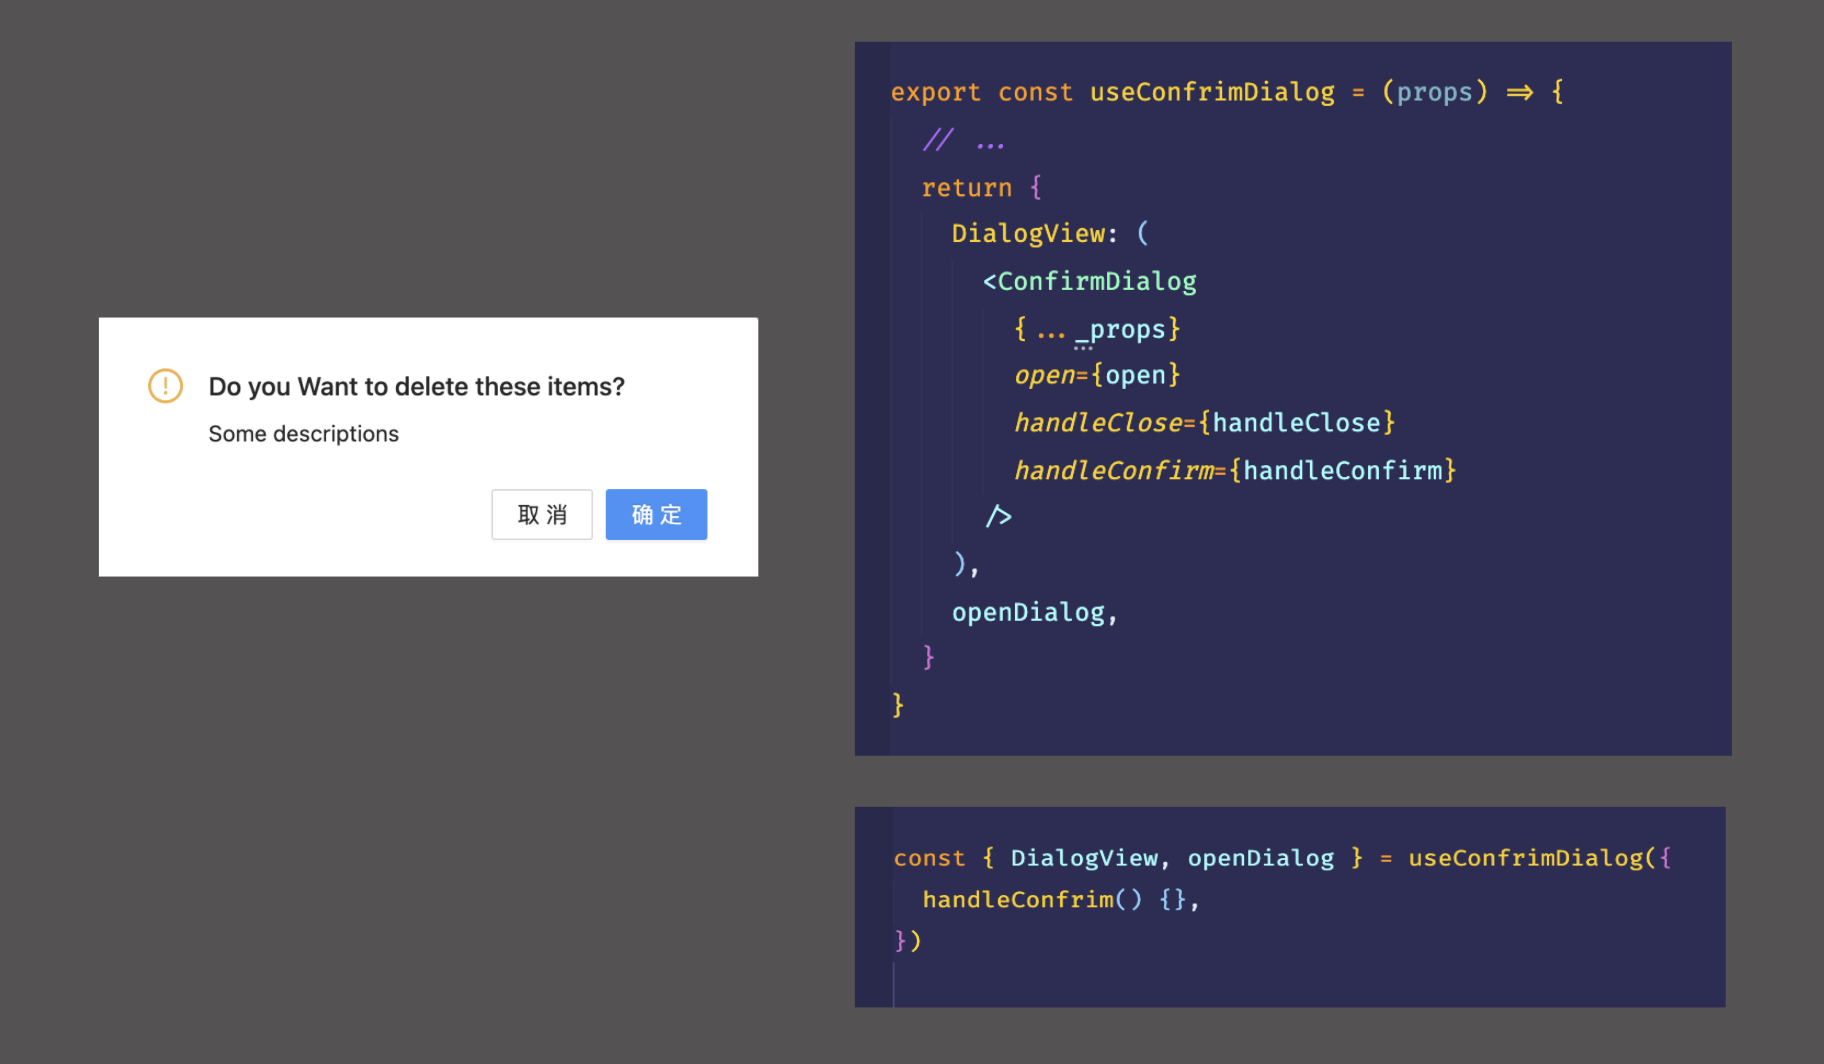 Do you Want to delete these items?
Some descriptions
取 消
确 定
export const useConfrimDialog = (props) => {
// ...
return {
DialogView: (
<ConfirmDialog
{..._props}
open={open}
handleClose={handleClose}
handleConfirm={handleConfirm}
/>
),
openDialog,
}
}
const { DialogView, openDialog } = useConfrimDialog({
handleConfrim() {},
})